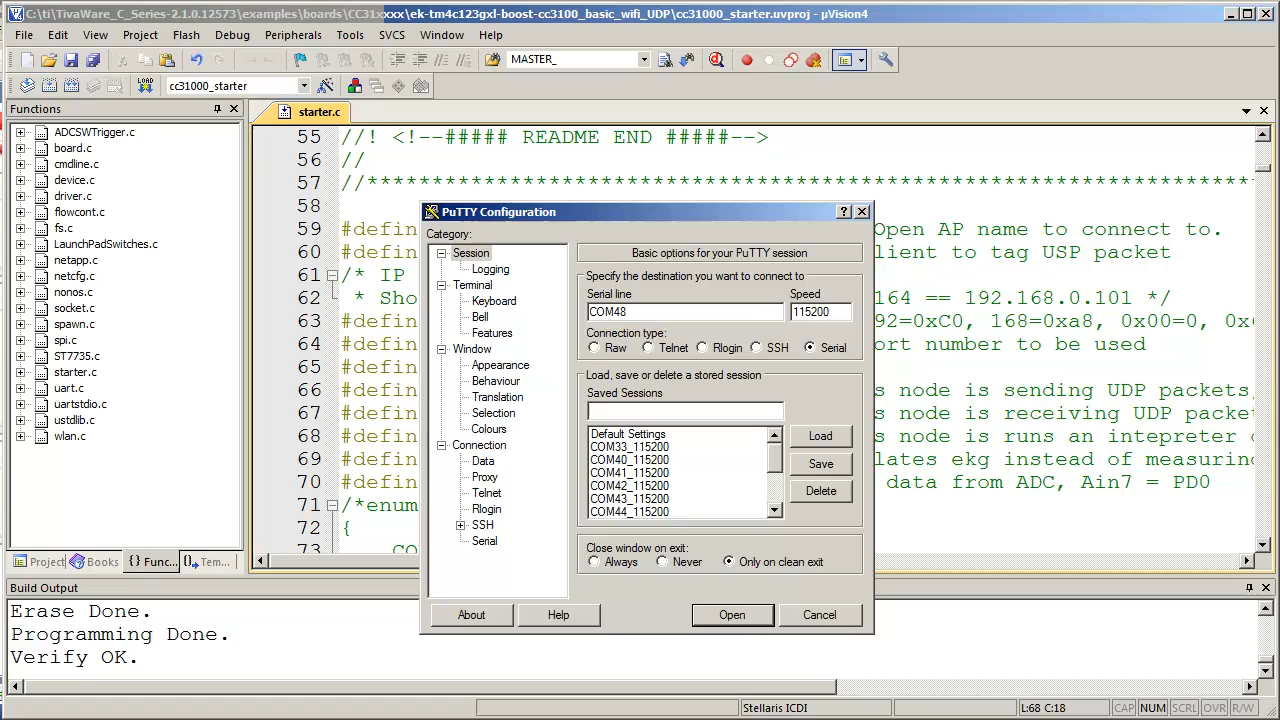 C:\ti\TivaWare_C_Series-2.1.0.12573\examples\boards\CC31xxxx\ek-tm4c123gxl-boost-cc3100_basic_wifi_UDP\cc31000_starter.uvproj - µVision4
File Edit View Project Flash Debug Peripherals Tools SVCS Window Help
MASTER_
LOAD cc31000_starter
Functions
ADCSWTrigger.c
board.c
cmdline.c
device.c
driver.c
flowcont.c
fs.c
LaunchPadSwitches.c
netapp.c
netcfg.c
nonos.c
socket.c
spawn.c
spi.c
ST7735.c
starter.c
uart.c
uartstdio.c
ustdlib.c
wlan.c
Project Books Func... Tem...
starter.c
55 //! <!--##### README END #####-->
56 //
57 //*****************************************************************************
58
59 #defin Open AP name to connect to.
60 #defin lient to tag USP packet
61 /* IP
62 * Sho 164 == 192.168.0.101 */
63 #defin 92=0xC0, 168=0xa8, 0x00=0,
64 #defin ort number to be used
65 #defin
66 #defin s node is sending UDP packets
67 #defin s node is receiving UDP
68 #defin s node is runs an intepreter
69 #defin lates ekg instead of
70 #defin data from ADC, Ain7 = PD0
71 /*enum
72 {
73 CO
PuTTY Configuration
Category:
Session
Logging
Terminal
Keyboard
Bell
Features
Window
Appearance
Behaviour
Translation
Selection
Colours
Connection
Data
Proxy
Telnet
Rlogin
SSH
Serial
Basic options for your PuTTY session
Specify the destination you want to connect to
Serial line Speed
COM48 115200
Connection type:
Raw Telnet Rlogin SSH Serial
Load, save or delete a stored session
Saved Sessions
Default Settings
COM33_115200
COM40_115200
COM41_115200
COM42_115200
COM43_115200
COM44_115200
Load
Save
Delete
Close window on exit:
Always Never Only on clean exit
About Help Open Cancel
Build Output
Erase Done.
Programming Done.
Verify OK.
Stellaris ICDI L:68 C:18 CAP NUM SCRL OVR R/W